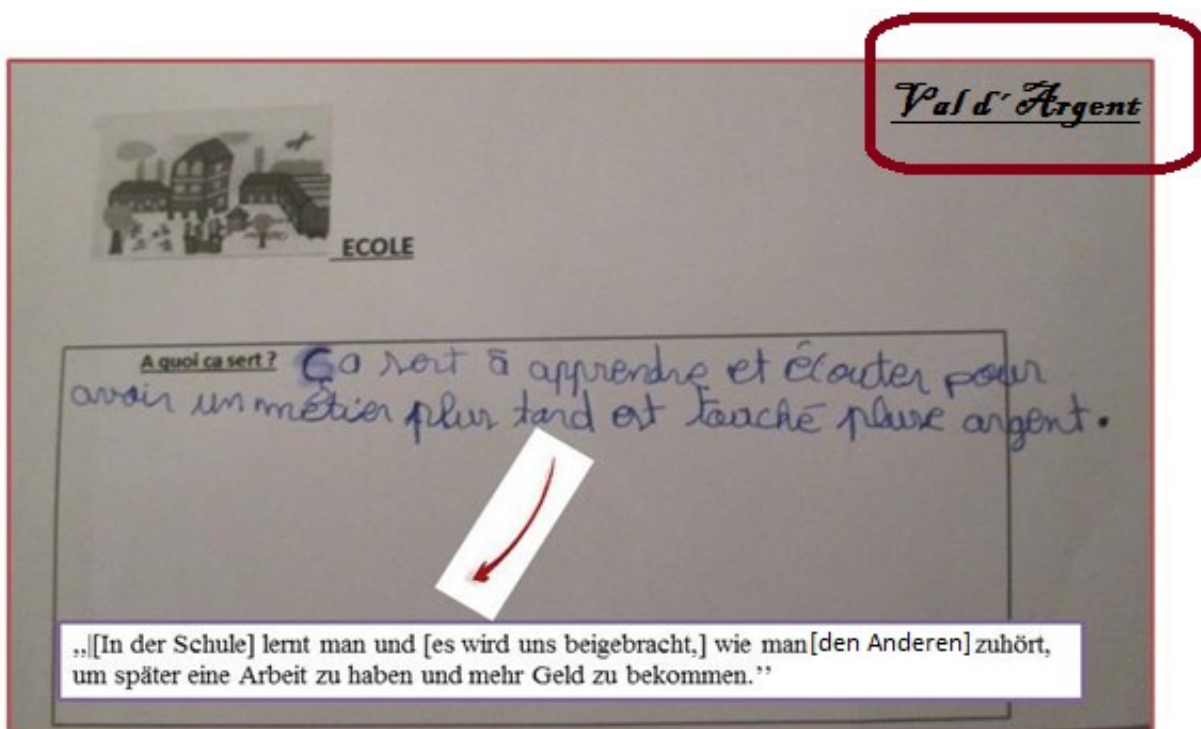 Val d´Argent
ECOLE
A quoi ca sert ? Ça sert à apprendre et écouter pour
avoir un métier plus tard est touché pluse argent.
„[In der Schule] lernt man und [es wird uns beigebracht,] wie man [den Anderen] zuhört,
um später eine Arbeit zu haben und mehr Geld zu bekommen.’’